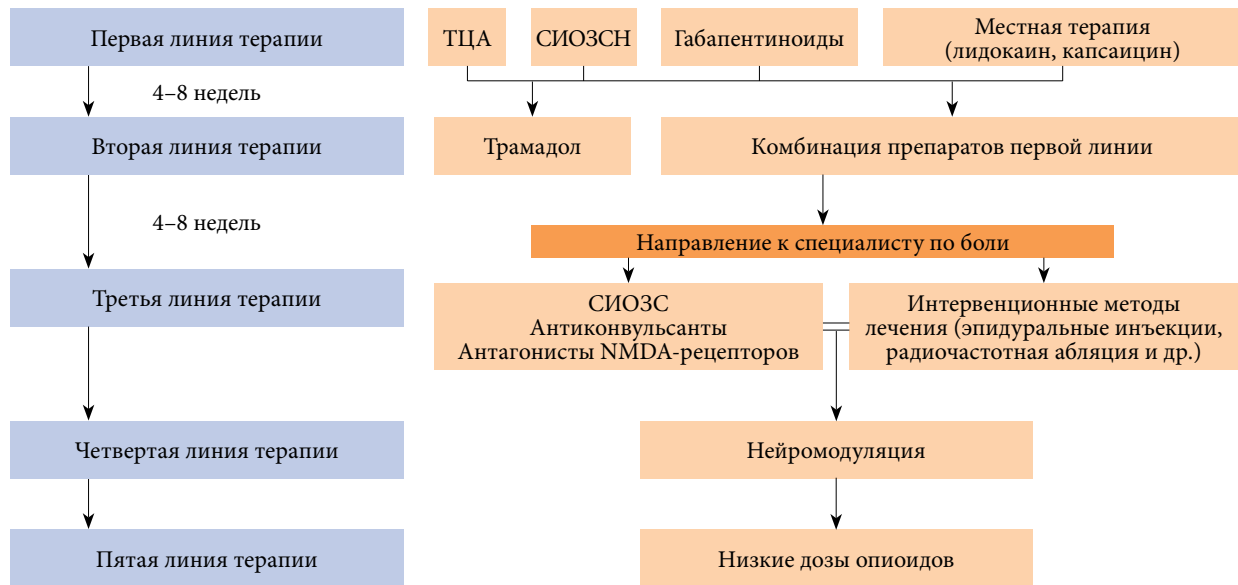 Первая линия терапии
ТЦА
СИОЗСН
Габапентиноиды
Местная терапия
(лидокаин, капсаицин)
4–8 недель
Вторая линия терапии
Трамадол
Комбинация препаратов первой линии
4–8 недель
Направление к специалисту по боли
Третья линия терапии
СИОЗС
Антиконвульсанты
Антагонисты NMDA-рецепторов
Интервенционные методы
лечения (эпидуральные инъекции,
радиочастотная абляция и др.)
Четвертая линия терапии
Нейромодуляция
Пятая линия терапии
Низкие дозы опиоидов